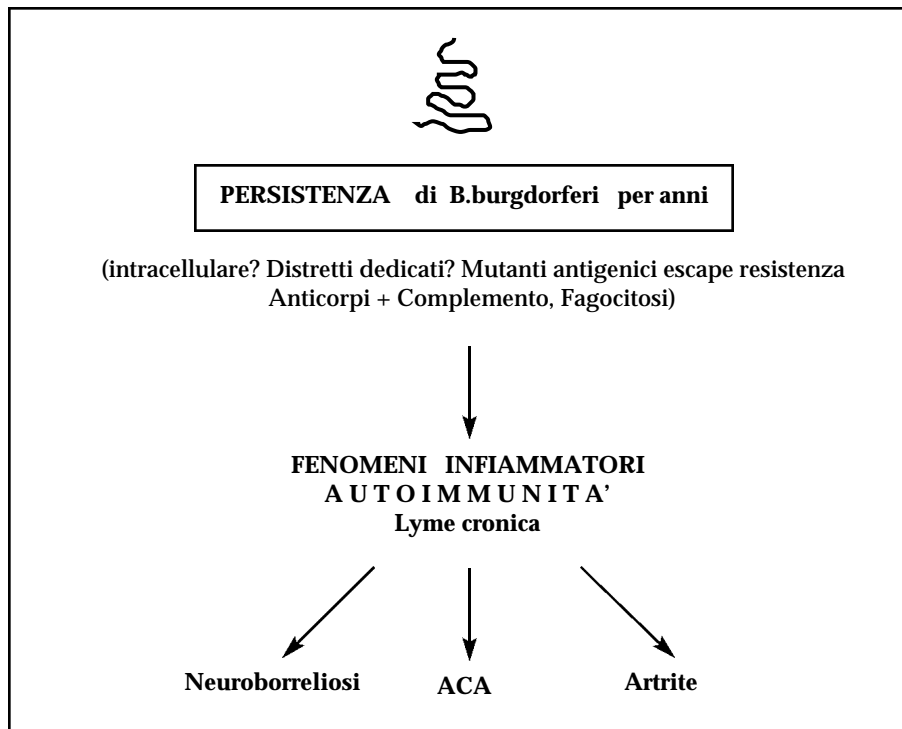 PERSISTENZA di B.burgdorferi per anni
(intracellulare? Distretti dedicati? Mutanti antigenici escape resistenza
Anticorpi + Complemento, Fagocitosi)
FENOMENI INFIAMMATORI
A U T O I M M U N I T A'
Lyme cronica
Neuroborreliosi ACA Artrite